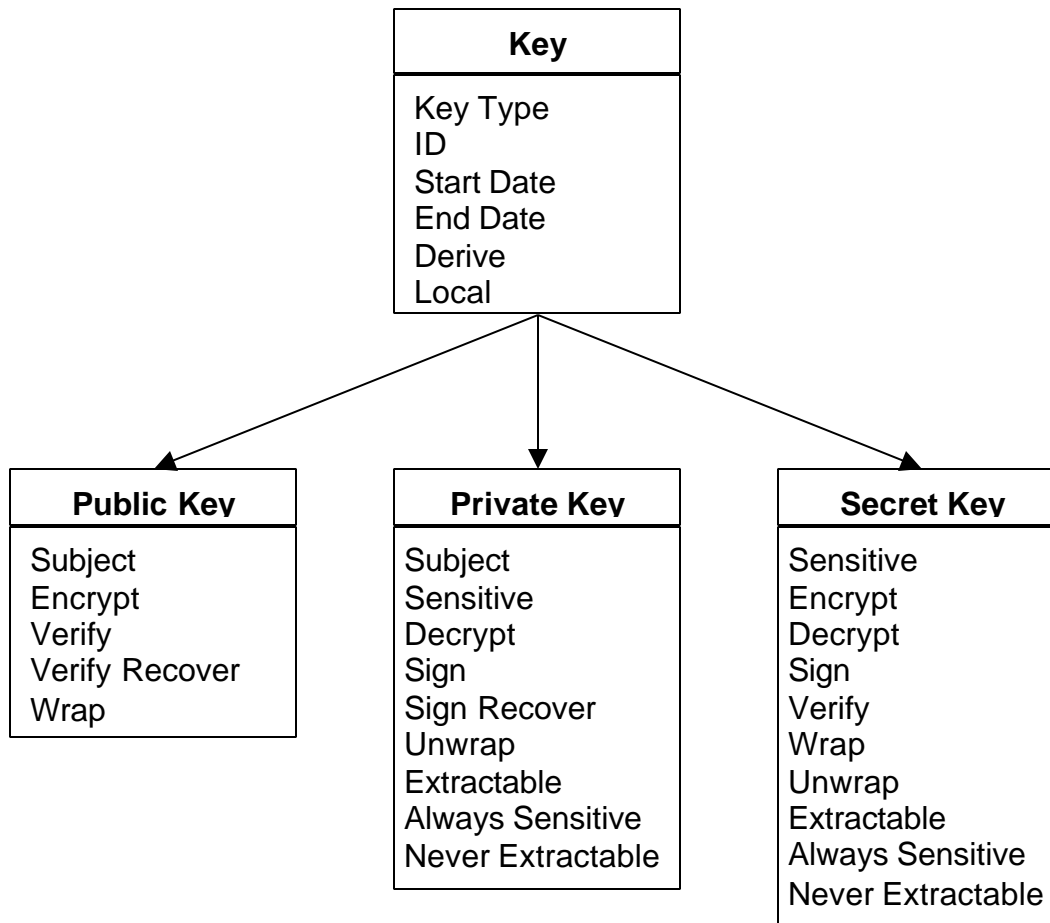 Key
Key Type
ID
Start Date
End Date
Derive
Local
Public Key
Subject
Encrypt
Verify
Verify Recover
Wrap
Private Key
Subject
Sensitive
Decrypt
Sign
Sign Recover
Unwrap
Extractable
Always Sensitive
Never Extractable
Secret Key
Sensitive
Encrypt
Decrypt
Sign
Verify
Wrap
Unwrap
Extractable
Always Sensitive
Never Extractable